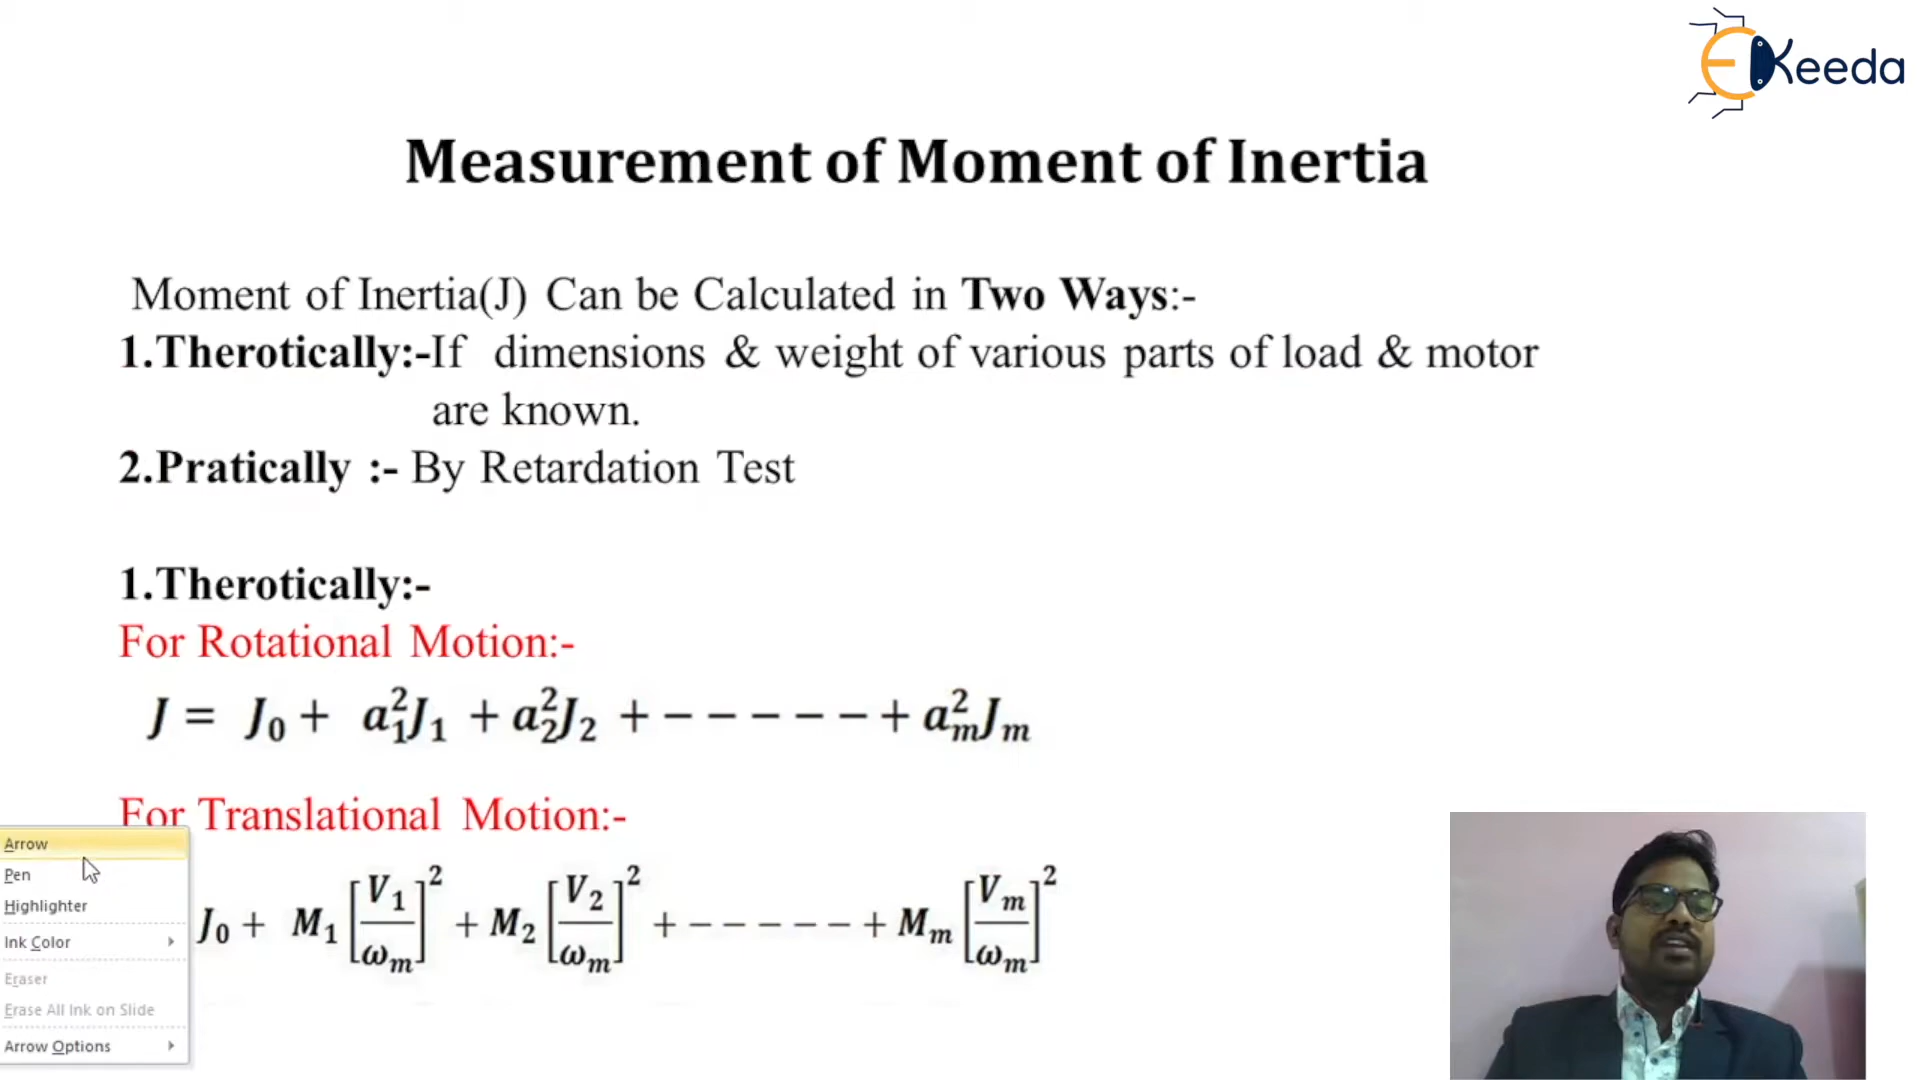 EKeeda
Measurement of Moment of Inertia
Moment of Inertia(J) Can be Calculated in Two Ways:-
1.Therotically:-If dimensions & weight of various parts of load & motor
are known.
2.Pratically :- By Retardation Test
1.Therotically:-
For Rotational Motion:-
J = J₀ + a₁²J₁ + a₂²J₂ + − − − − − + aₘ²Jₘ
For Translational Motion:-
J₀ + M₁[V₁/ωₘ]² + M₂[V₂/ωₘ]² + − − − − − + Mₘ[Vₘ/ωₘ]²
Arrow
Pen
Highlighter
Ink Color
Eraser
Erase All Ink on Slide
Arrow Options